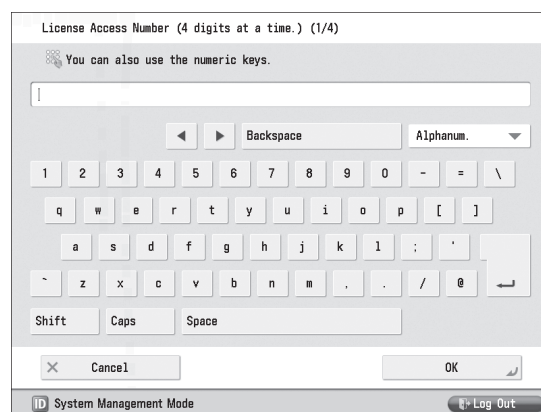 License Access Number (4 digits at a time.) (1/4)
You can also use the numeric keys.
Backspace Alphanum.
1 2 3 4 5 6 7 8 9 0 - = \
q w e r t y u i o p [ ]
a s d f g h j k l ; '
` z x c v b n m , . / @
Shift Caps Space
Cancel OK
ID System Management Mode Log Out